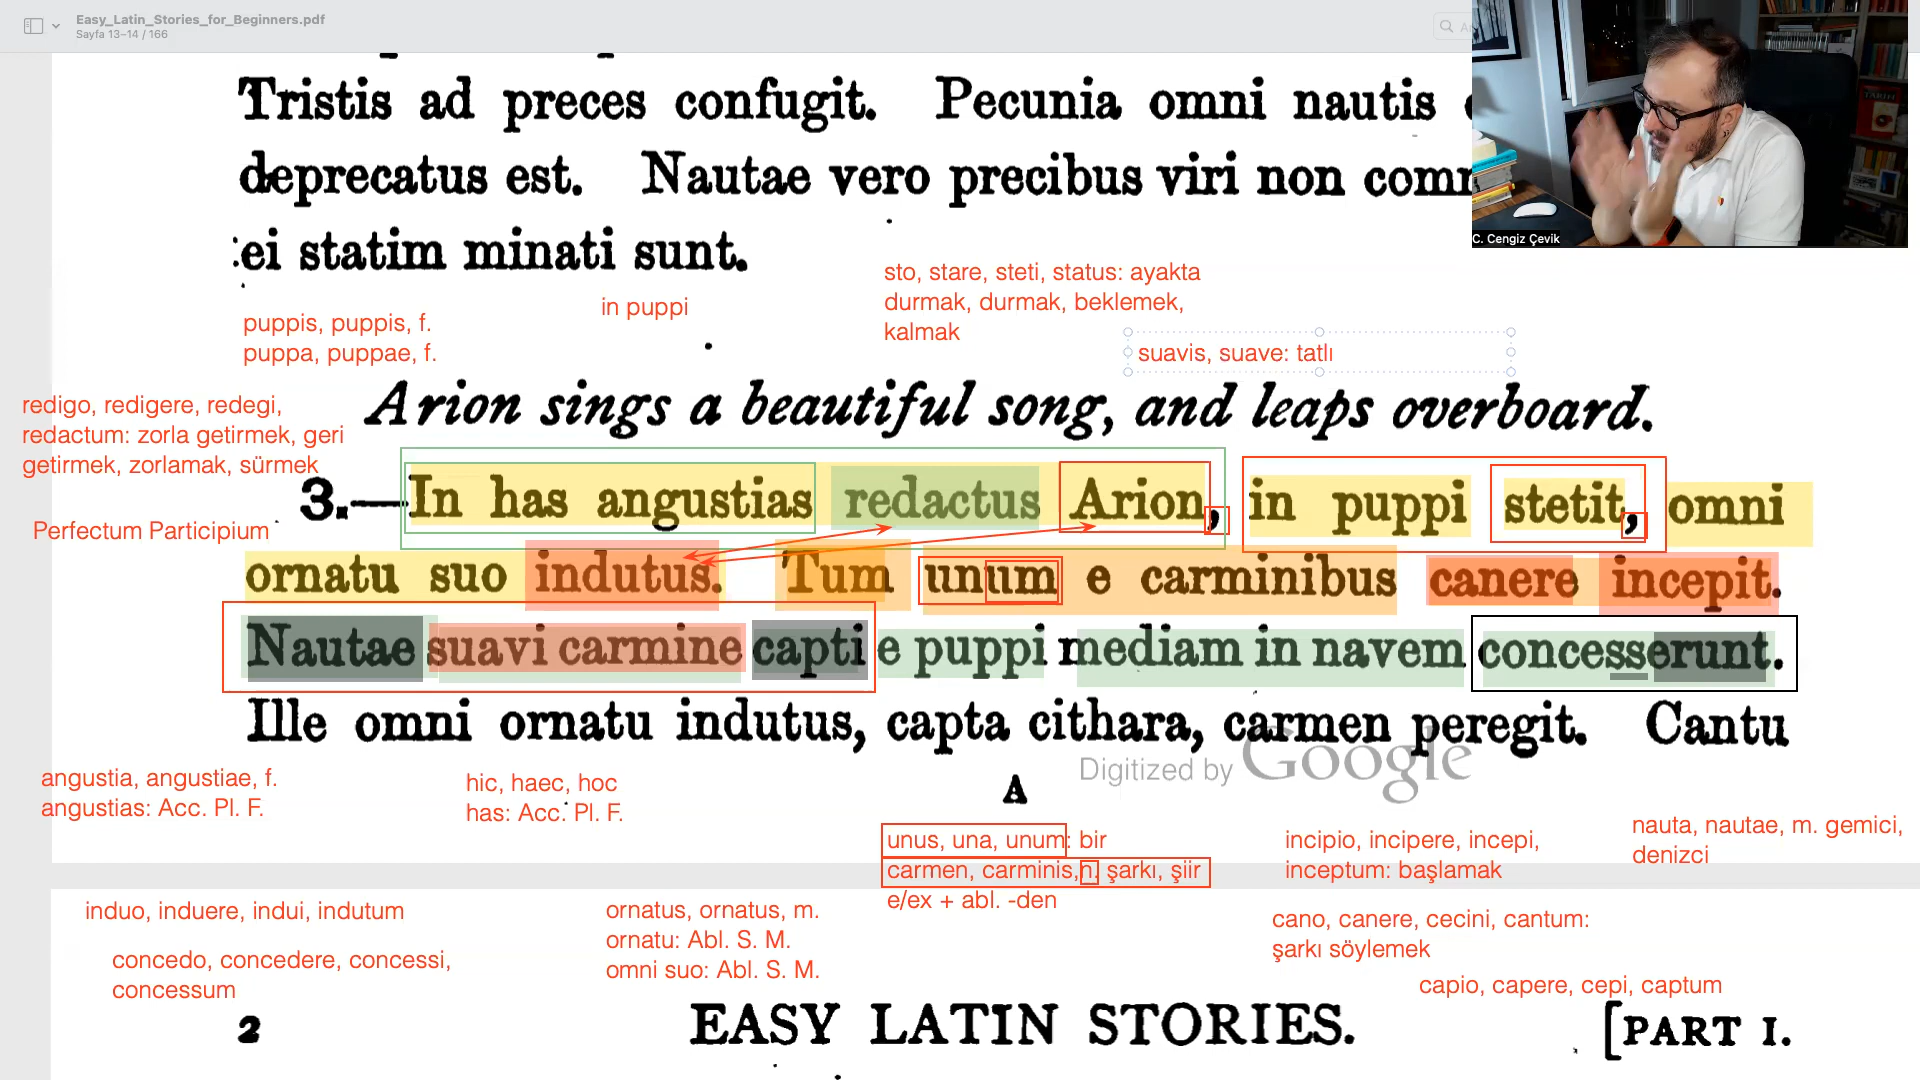 Easy_Latin_Stories_for_Beginners.pdf
Sayfa 13–14 / 166
Tristis ad preces confugit. Pecunia omni nautis
deprecatus est. Nautae vero precibus viri non
ei statim minati sunt.
C. Cengiz Çevik
sto, stare, steti, status: ayakta
durmak, durmak, beklemek,
kalmak
in puppi
puppis, puppis, f.
puppa, puppae, f.
suavis, suave: tatlı
redigo, redigere, redegi,
redactum: zorla getirmek, geri
getirmek, zorlamak, sürmek
Perfectum Participium
Arion sings a beautiful song, and leaps overboard.
3.—In has angustias redactus Arion, in puppi stetit, omni
ornatu suo indutus. Tum unum e carminibus canere incepit.
Nautae suavi carmine capti e puppi mediam in navem concesserunt.
Ille omni ornatu indutus, capta cithara, carmen peregit. Cantu
Digitized by Google
A
angustia, angustiae, f.
angustias: Acc. Pl. F.
hic, haec, hoc
has: Acc. Pl. F.
unus, una, unum: bir
carmen, carminis,n. şarkı, şiir
e/ex + abl. -den
incipio, incipere, incepi,
inceptum: başlamak
nauta, nautae, m. gemici,
denizci
induo, induere, indui, indutum
concedo, concedere, concessi,
concessum
ornatus, ornatus, m.
ornatu: Abl. S. M.
omni suo: Abl. S. M.
cano, canere, cecini, cantum:
şarkı söylemek
capio, capere, cepi, captum
2 EASY LATIN STORIES. [PART I.